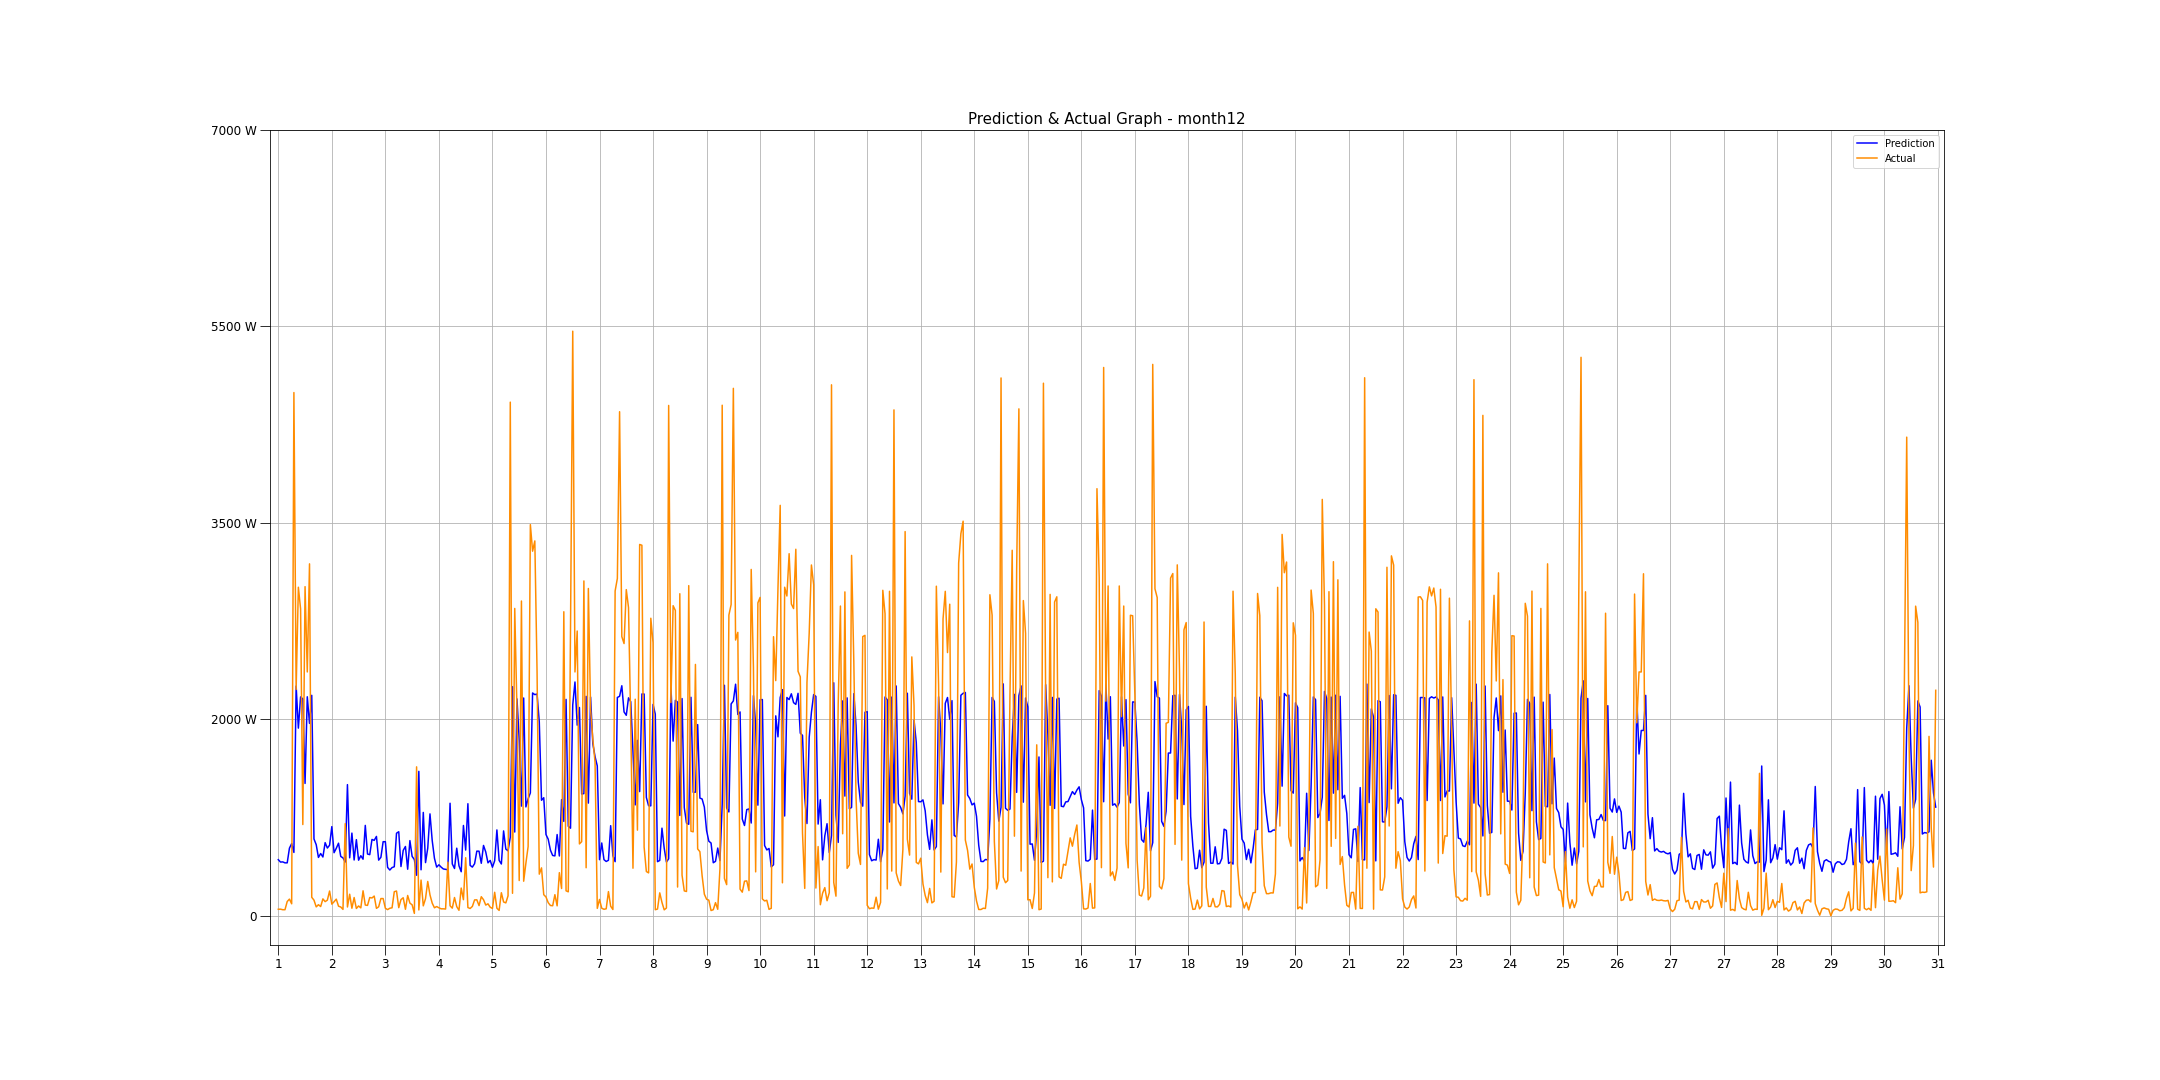 Prediction & Actual Graph - month12
7000 W
Prediction
Actual
5500 W
3500 W
2000 W
0
1 2 3 4 5 6 7 8 9 10 11 12 13 14 15 16 17 18 19 20 21 22 23 24 25 26 27 27 28 29 30 31